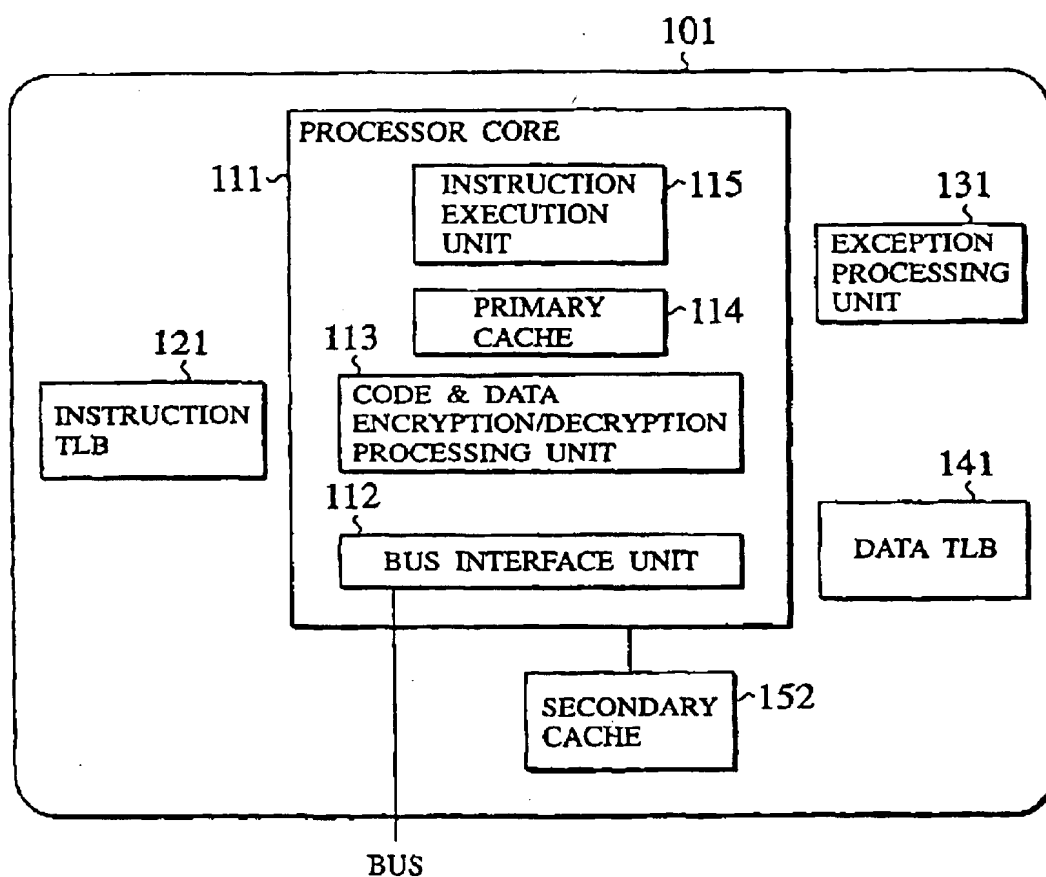 101
PROCESSOR CORE
111
INSTRUCTION
EXECUTION
UNIT
115
131
EXCEPTION
PROCESSING
UNIT
PRIMARY
CACHE
114
121
INSTRUCTION
TLB
113
CODE & DATA
ENCRYPTION/DECRYPTION
PROCESSING UNIT
141
DATA TLB
112
BUS INTERFACE UNIT
SECONDARY
CACHE
152
BUS